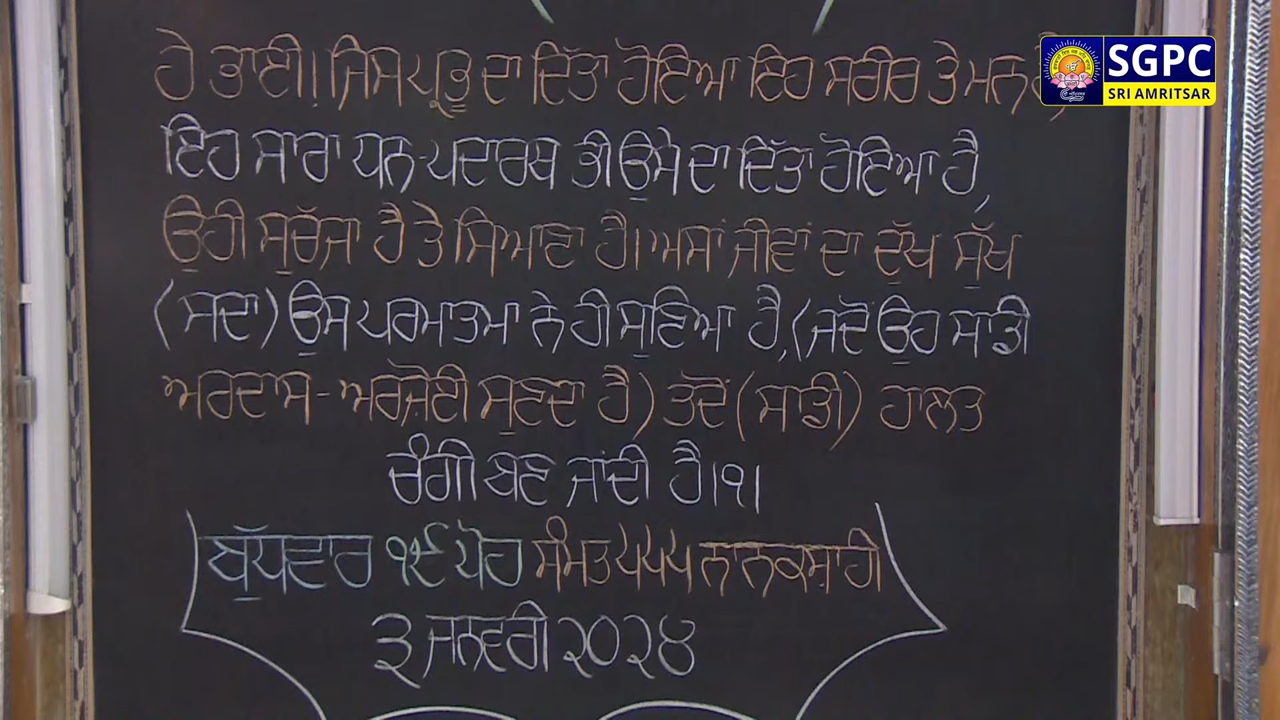 ਹੇ ਭਾਈ! ਜਿਸ ਪ੍ਰਭੂ ਦਾ ਦਿੱਤਾ ਹੋਇਆ ਇਹ ਸਰੀਰ ਤੇ ਮਨ
ਇਹ ਸਾਰਾ ਧਨ-ਪਦਾਰਥ ਭੀ ਉਸੇ ਦਾ ਦਿੱਤਾ ਹੋਇਆ ਹੈ,
ਉਹੀ ਸੁਚੱਜਾ ਹੈ ਤੇ ਸਿਆਣਾ ਹੈ। ਅਸਾਂ ਜੀਵਾਂ ਦਾ ਦੁੱਖ ਸੁੱਖ
(ਸਦਾ) ਉਸ ਪਰਮਾਤਮਾ ਨੇ ਹੀ ਸੁਣਿਆ ਹੈ, (ਜਦੋਂ ਉਹ ਸਾਡੀ
ਅਰਦਾਸ-ਅਰਜ਼ੋਈ ਸੁਣਦਾ ਹੈ) ਤਦੋਂ (ਸਾਡੀ) ਹਾਲਤ
ਚੰਗੀ ਬਣ ਜਾਂਦੀ ਹੈ।੧।
ਬੁੱਧਵਾਰ ੧੯ ਪੋਹ ਸੰਮਤ ੫੫੫ ਨਾਨਕਸ਼ਾਹੀ
੩ ਜਨਵਰੀ ੨੦੨੪
SGPC
SRI AMRITSAR